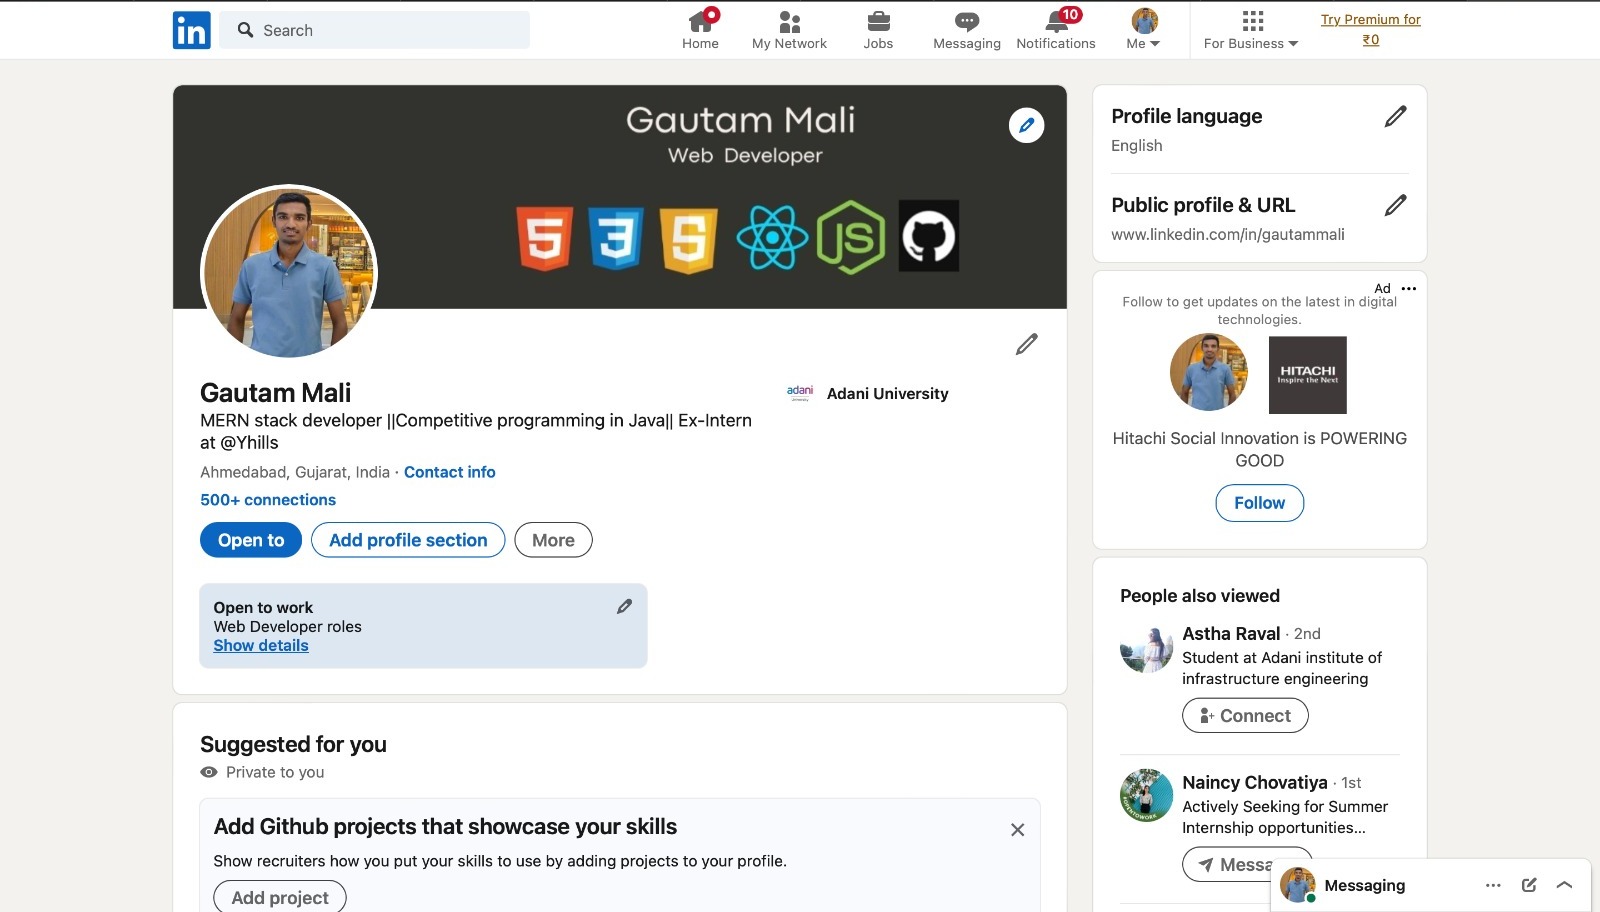 in
Search
Home
My Network
Jobs
Messaging
10
Notifications
Me
For Business
Try Premium for
₹0
Gautam Mali
Web Developer
5
3
5
JS
Gautam Mali
MERN stack developer ||Competitive programming in Java|| Ex-Intern
at @Yhills
Ahmedabad, Gujarat, India · Contact info
500+ connections
Open to
Add profile section
More
adani
University
Adani University
Open to work
Web Developer roles
Show details
Suggested for you
Private to you
Add Github projects that showcase your skills
Show recruiters how you put your skills to use by adding projects to your profile.
Add project
Profile language
English
Public profile & URL
www.linkedin.com/in/gautammali
Ad
Follow to get updates on the latest in digital
technologies.
HITACHI
Inspire the Next
Hitachi Social Innovation is POWERING
GOOD
Follow
People also viewed
Astha Raval · 2nd
Student at Adani institute of
infrastructure engineering
Connect
#OPENTOWORK
Naincy Chovatiya · 1st
Actively Seeking for Summer
Internship opportunities...
Messa
Messaging